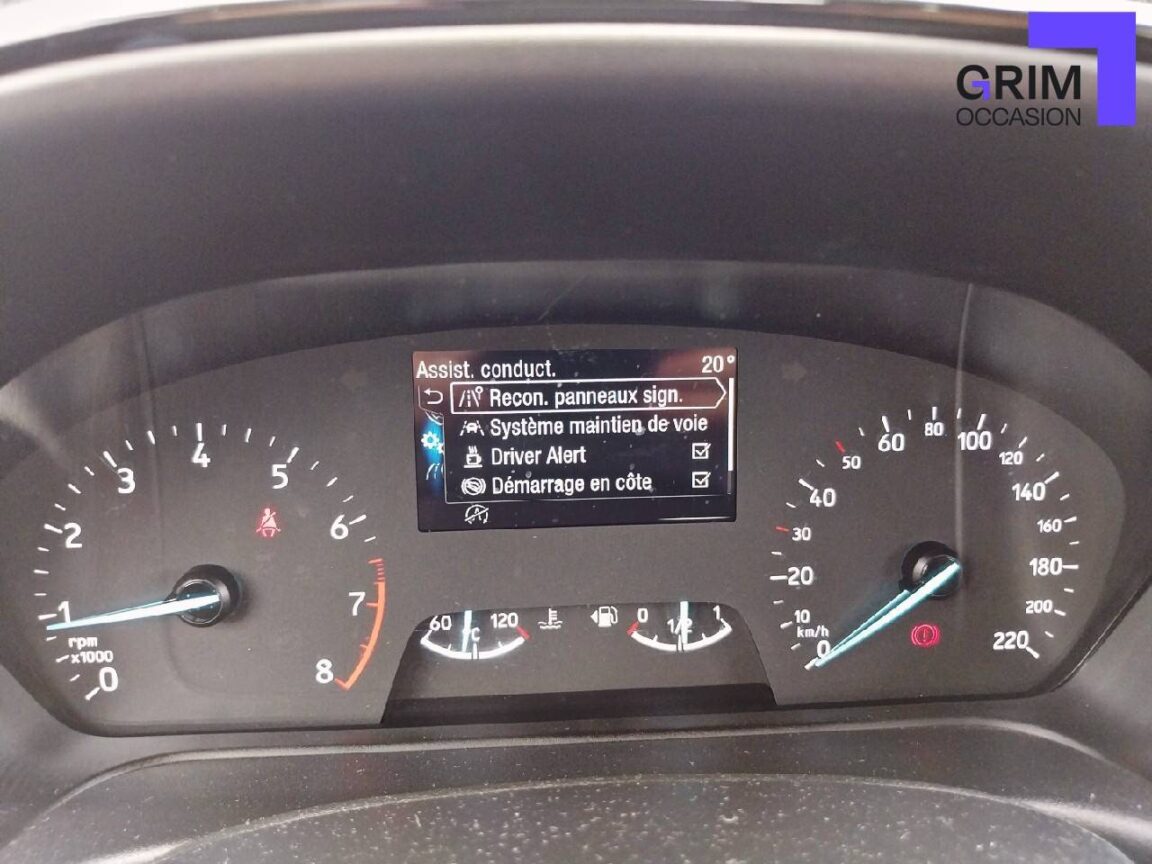 GRIM
OCCASION
Assist. conduct. 20°
Recon. panneaux sign.
Système maintien de voie
Driver Alert
Démarrage en côte
0
1
2
3
4
5
6
7
8
rpm
x1000
60 120
°C
0 1/2 1
0
10
20
30
40
50
60
80
100
120
140
160
180
200
220
km/h